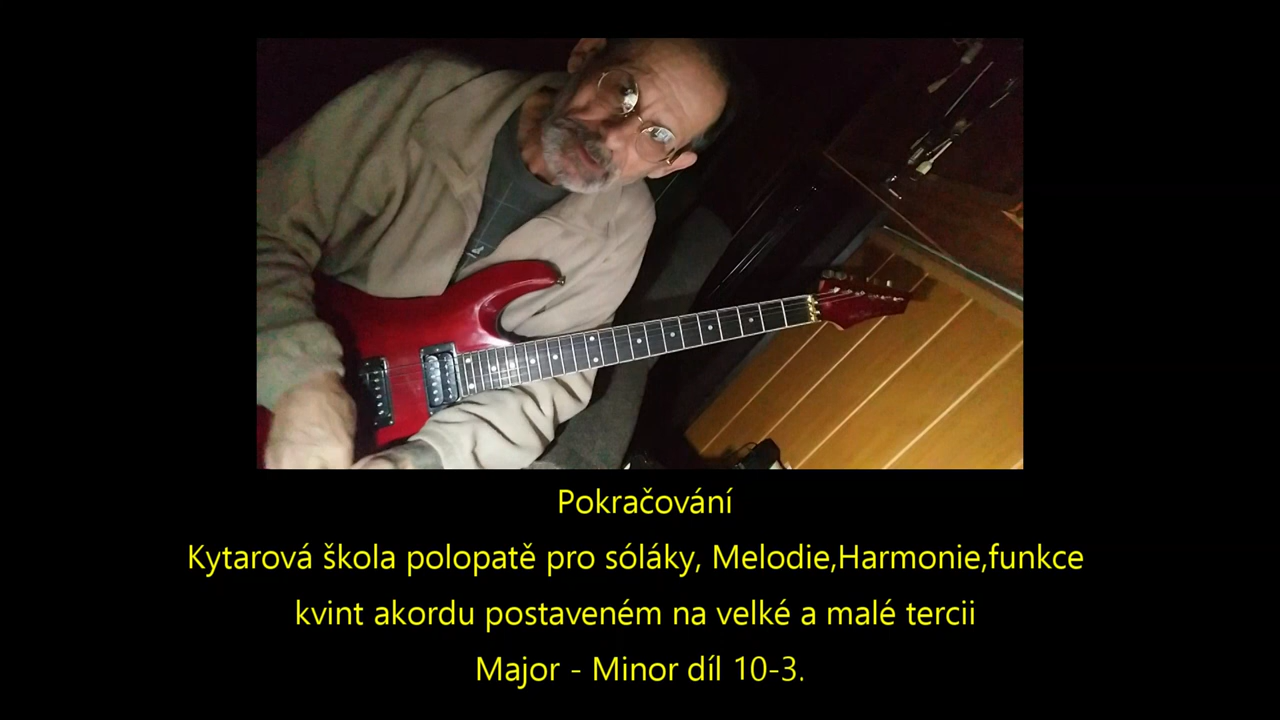 Pokračování
Kytarová škola polopatě pro sóláky, Melodie,Harmonie,funkce
kvint akordu postaveném na velké a malé tercii
Major - Minor díl 10-3.